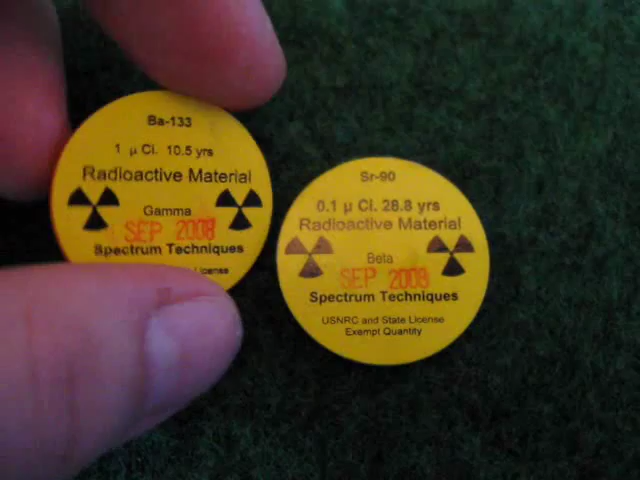 Ba-133
1 μ Ci. 10.5 yrs
Radioactive Material
Gamma
SEP 2008
Spectrum Techniques
License
Sr-90
0.1 μ Ci. 28.8 yrs
Radioactive Material
Beta
SEP 2008
Spectrum Techniques
USNRC and State License
Exempt Quantity